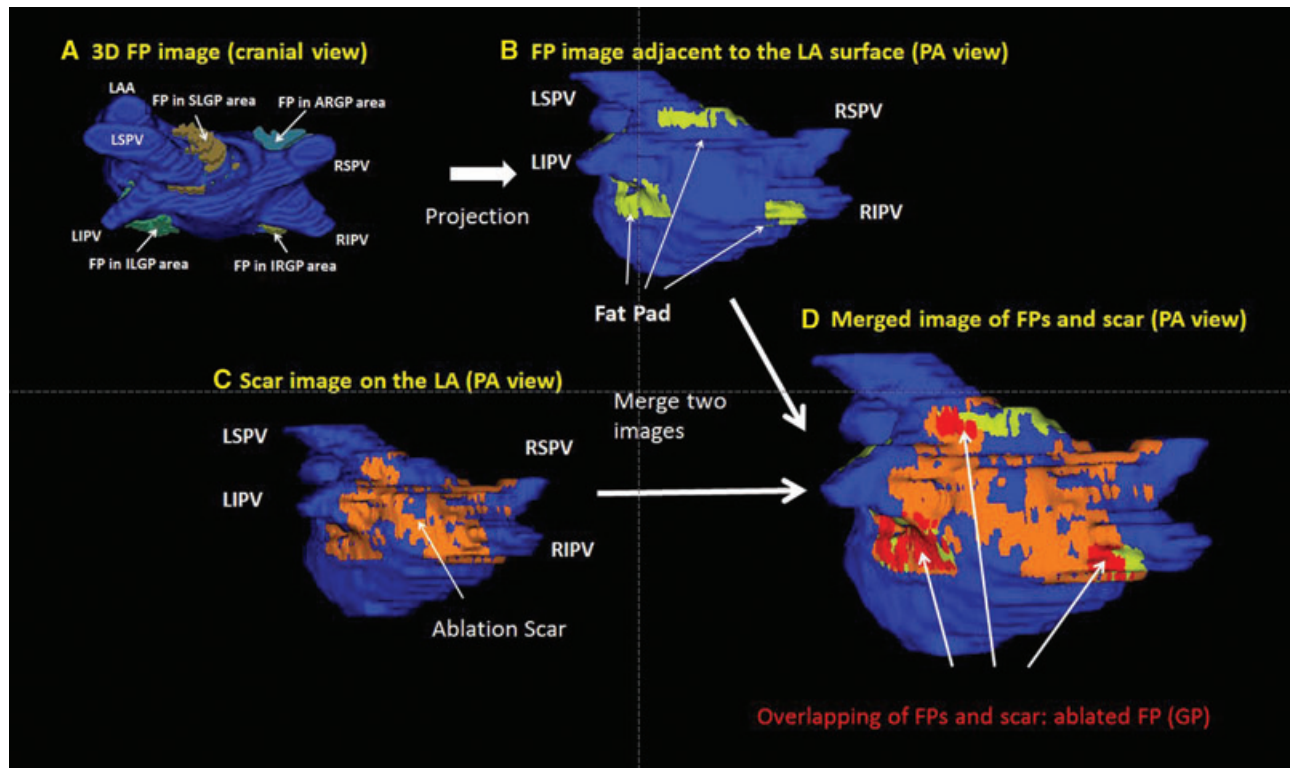 A 3D FP image (cranial view)
LAA
FP in SLGP area
FP in ARGP area
LSPV
RSPV
LIPV
RIPV
FP in ILGP area
FP in IRGP area
Projection
B FP image adjacent to the LA surface (PA view)
LSPV
RSPV
LIPV
RIPV
Fat Pad
C Scar image on the LA (PA view)
LSPV
RSPV
LIPV
RIPV
Ablation Scar
Merge two
images
D Merged image of FPs and scar (PA view)
Overlapping of FPs and scar: ablated FP (GP)